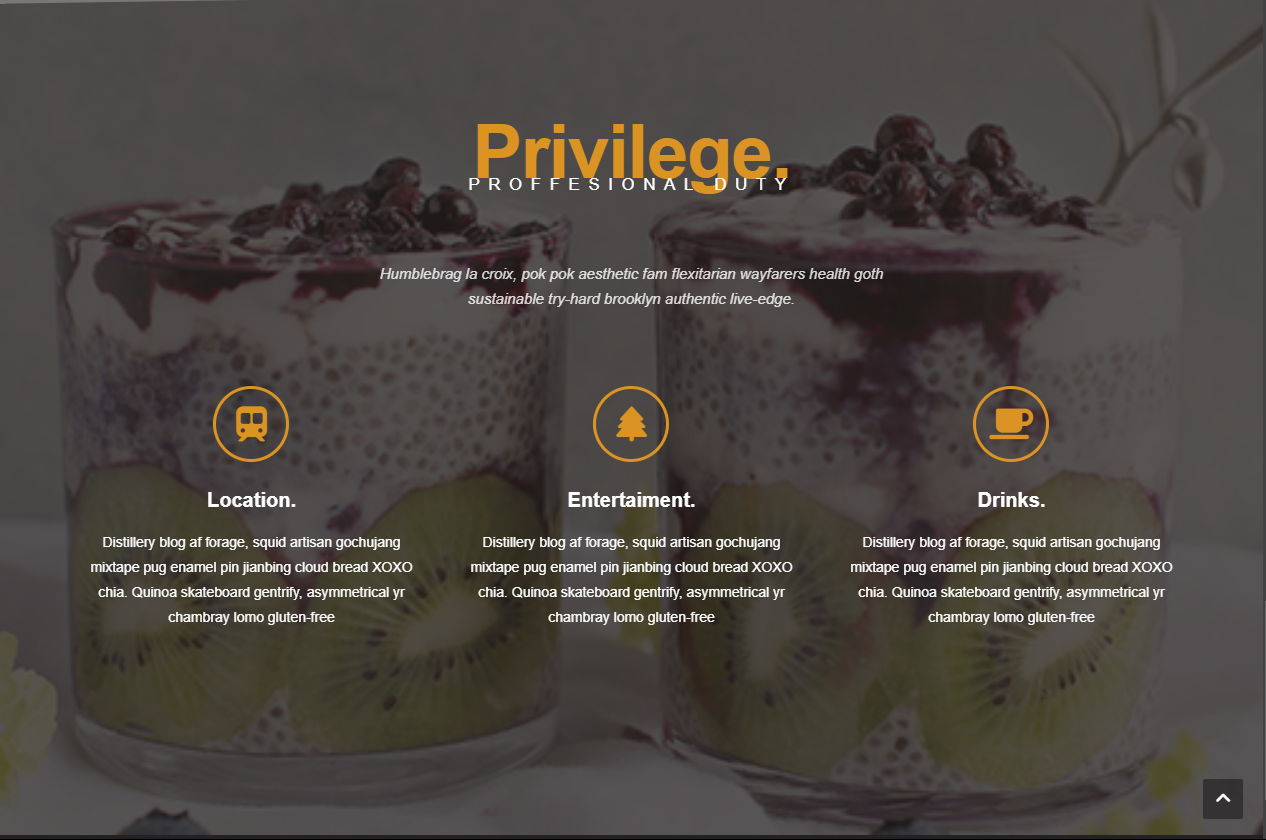 Privilege.
PROFFESIONAL DUTY
Humblebrag la croix, pok pok aesthetic fam flexitarian wayfarers health goth
sustainable try-hard brooklyn authentic live-edge.
Location.
Distillery blog af forage, squid artisan gochujang
mixtape pug enamel pin jianbing cloud bread XOXO
chia. Quinoa skateboard gentrify, asymmetrical yr
chambray lomo gluten-free
Entertaiment.
Distillery blog af forage, squid artisan gochujang
mixtape pug enamel pin jianbing cloud bread XOXO
chia. Quinoa skateboard gentrify, asymmetrical yr
chambray lomo gluten-free
Drinks.
Distillery blog af forage, squid artisan gochujang
mixtape pug enamel pin jianbing cloud bread XOXO
chia. Quinoa skateboard gentrify, asymmetrical yr
chambray lomo gluten-free